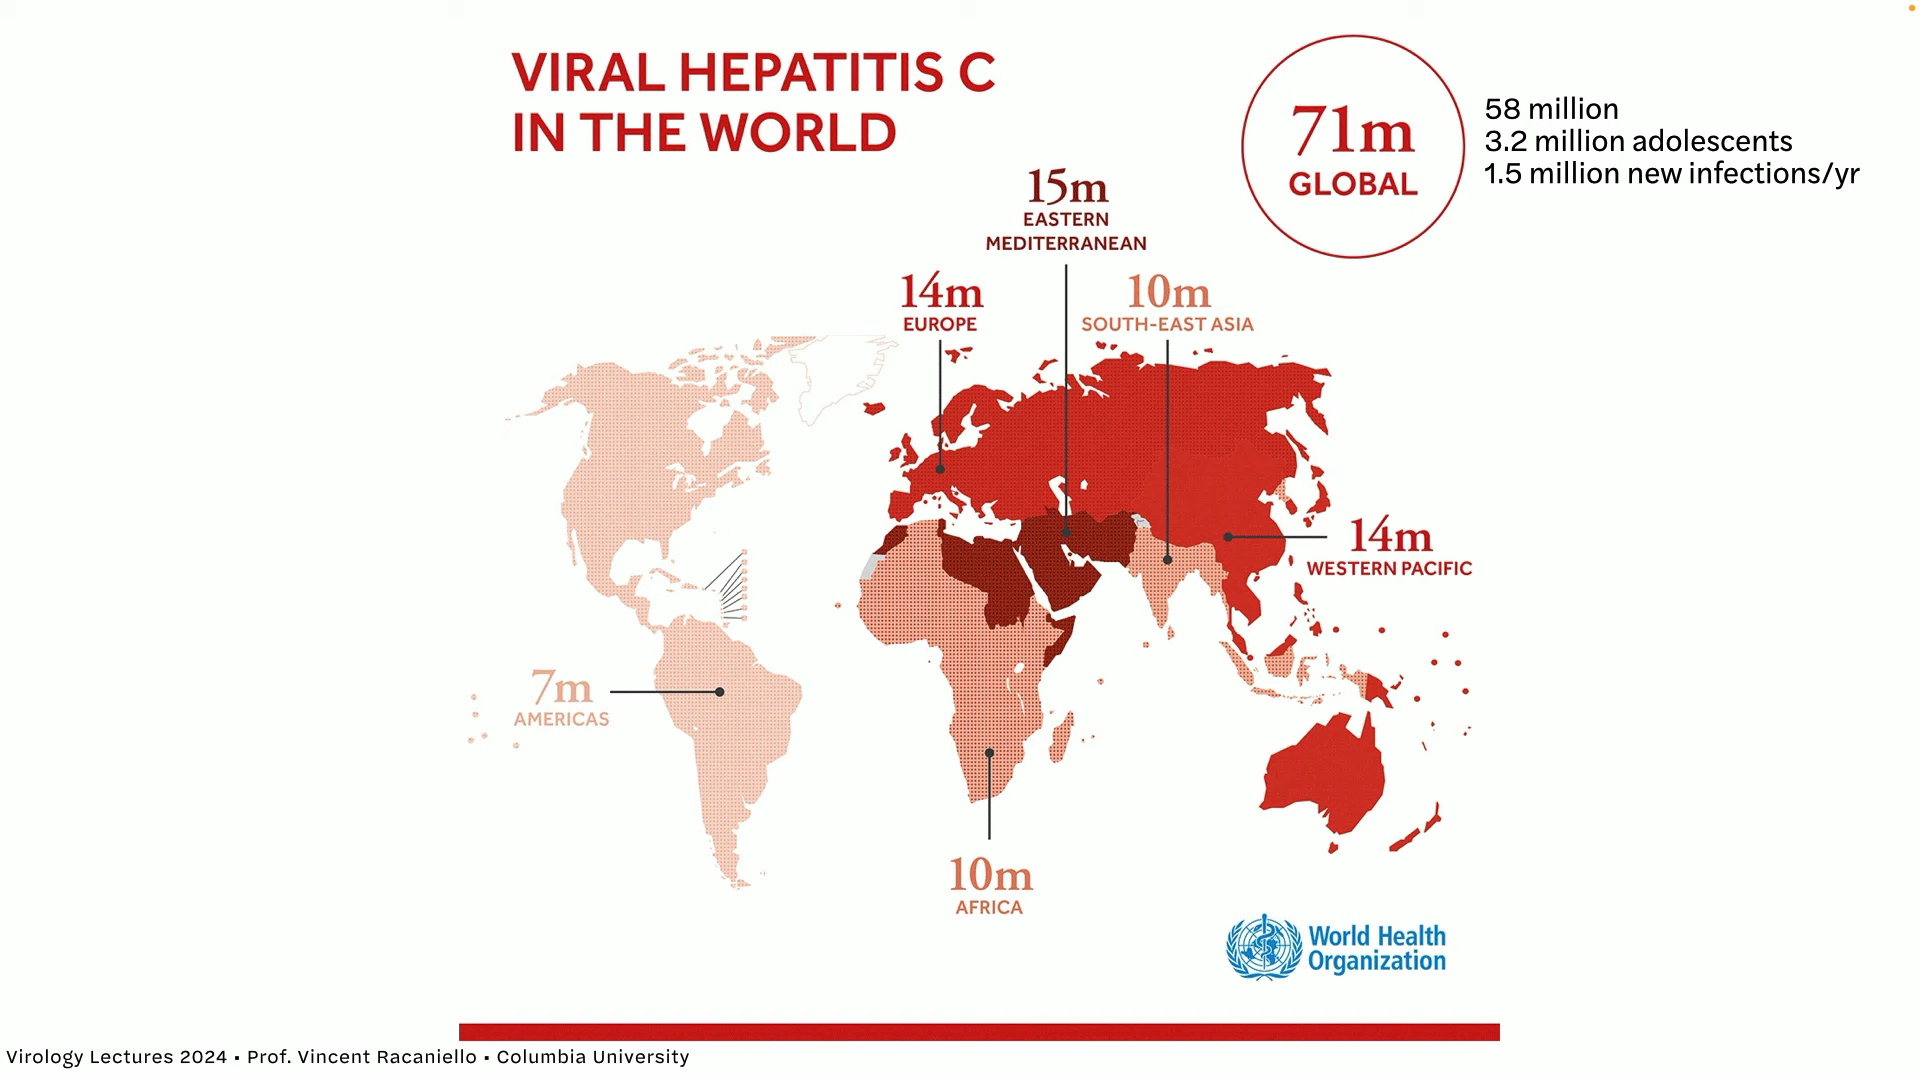 VIRAL HEPATITIS C
IN THE WORLD
71m
GLOBAL
58 million
3.2 million adolescents
1.5 million new infections/yr
15m
EASTERN
MEDITERRANEAN
14m
EUROPE
10m
SOUTH-EAST ASIA
14m
WESTERN PACIFIC
7m
AMERICAS
10m
AFRICA
World Health
Organization
Virology Lectures 2024 • Prof. Vincent Racaniello • Columbia University